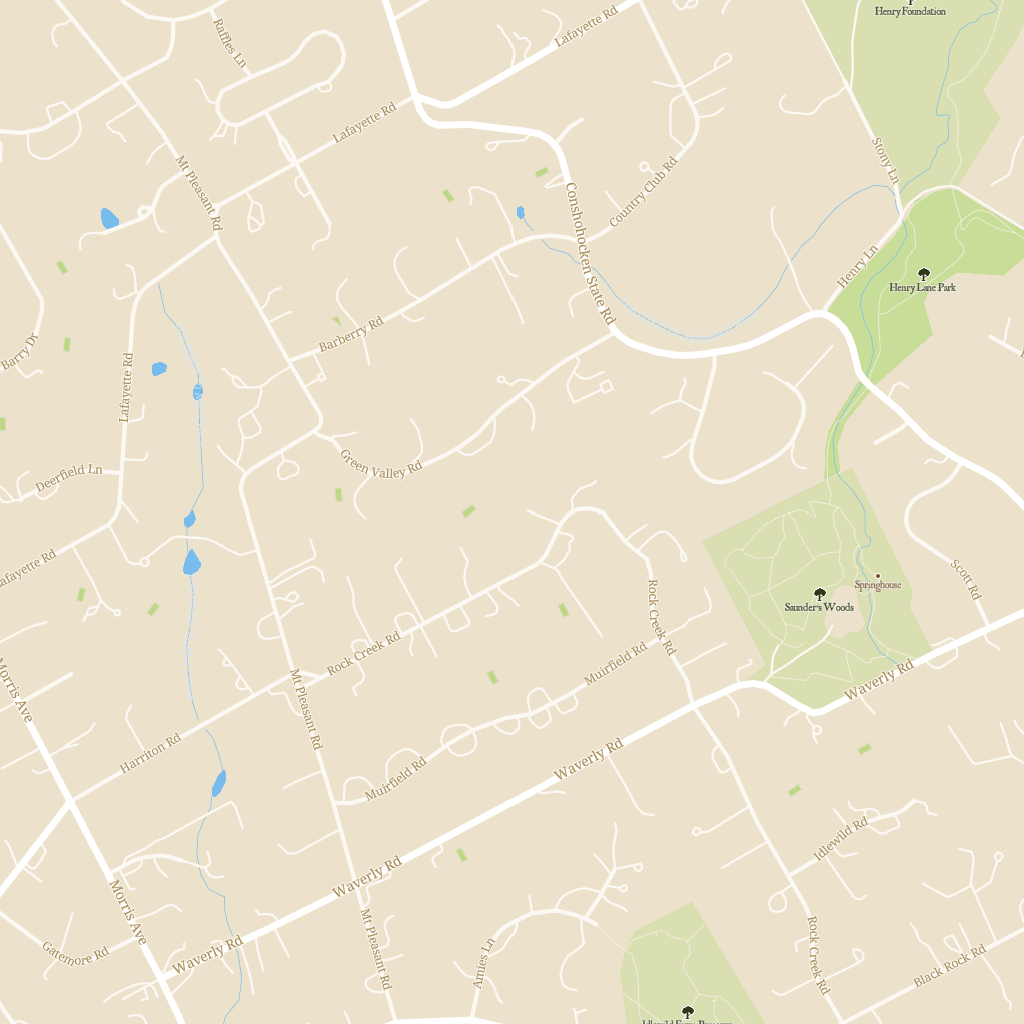 Henry Foundation
Lafayette Rd
Raffles Ln
Lafayette Rd
Stony Ln
Mt Pleasant Rd
Country Club Rd
Conshohocken State Rd
Henry Ln
Henry Lane Park
Barberry Rd
Barry Dr
Lafayette Rd
Green Valley Rd
Deerfield Ln
Lafayette Rd
Scott Rd
Springhouse
Saunder's Woods
Rock Creek Rd
Rock Creek Rd
Muirfield Rd
Waverly Rd
Morris Ave
Mt Pleasant Rd
Harriton Rd
Waverly Rd
Muirfield Rd
Idlewild Rd
Waverly Rd
Morris Ave
Mt Pleasant Rd
Waverly Rd
Gatemore Rd
Amies Ln
Rock Creek Rd
Black Rock Rd